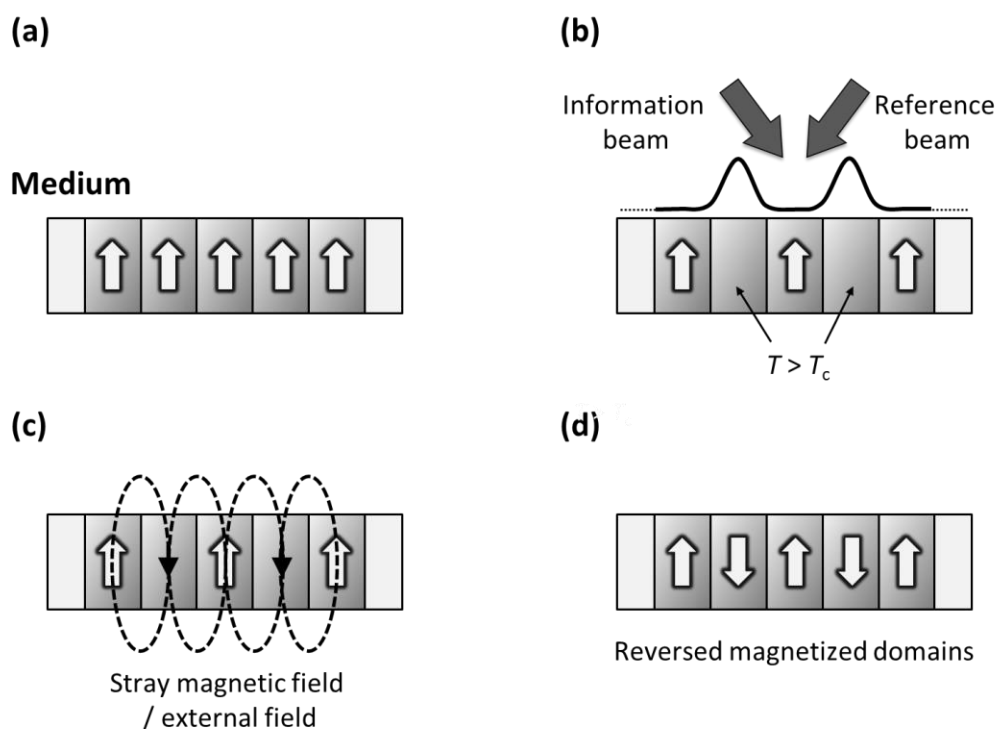 (a)
Medium
(b)
Information
beam
Reference
beam
T > Tc
(c)
Stray magnetic field
/ external field
(d)
Reversed magnetized domains